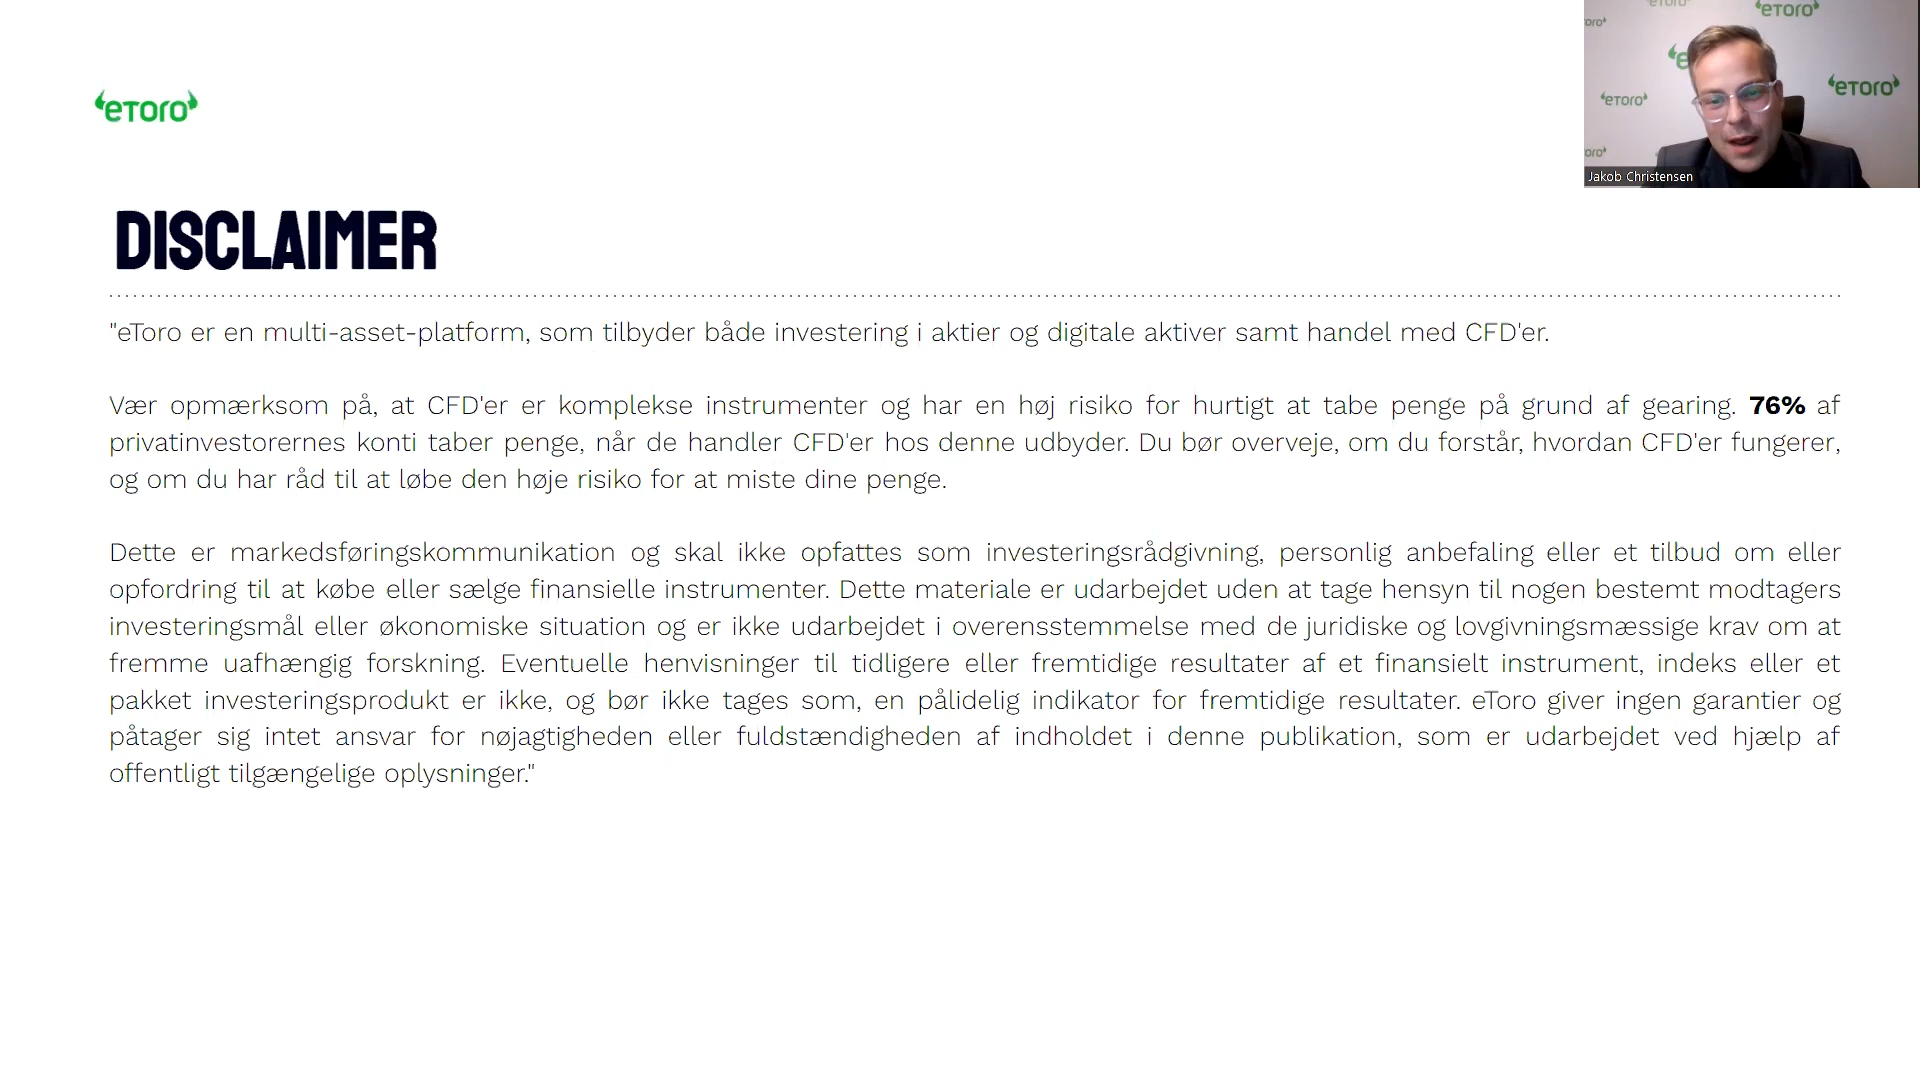 eToro
eToro
eToro
eToro
eToro
eToro
Jakob Christensen
DISCLAIMER
"eToro er en multi-asset-platform, som tilbyder både investering i aktier og digitale aktiver samt handel med CFD'er.
Vær opmærksom på, at CFD'er er komplekse instrumenter og har en høj risiko for hurtigt at tabe penge på grund af gearing. 76% af
privatinvestorernes konti taber penge, når de handler CFD'er hos denne udbyder. Du bør overveje, om du forstår, hvordan CFD'er fungerer,
og om du har råd til at løbe den høje risiko for at miste dine penge.
Dette er markedsføringskommunikation og skal ikke opfattes som investeringsrådgivning, personlig anbefaling eller et tilbud om eller
opfordring til at købe eller sælge finansielle instrumenter. Dette materiale er udarbejdet uden at tage hensyn til nogen bestemt modtagers
investeringsmål eller økonomiske situation og er ikke udarbejdet i overensstemmelse med de juridiske og lovgivningsmæssige krav om at
fremme uafhængig forskning. Eventuelle henvisninger til tidligere eller fremtidige resultater af et finansielt instrument, indeks eller et
pakket investeringsprodukt er ikke, og bør ikke tages som, en pålidelig indikator for fremtidige resultater. eToro giver ingen garantier og
påtager sig intet ansvar for nøjagtigheden eller fuldstændigheden af indholdet i denne publikation, som er udarbejdet ved hjælp af
offentligt tilgængelige oplysninger."